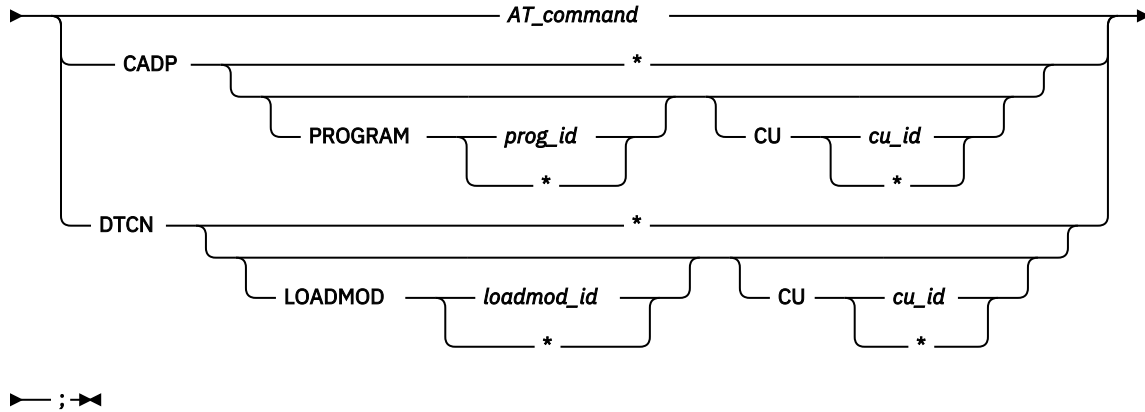 AT_command
CADP *
PROGRAM prog_id CU cu_id
* *
DTCN *
LOADMOD loadmod_id CU cu_id
* *
;